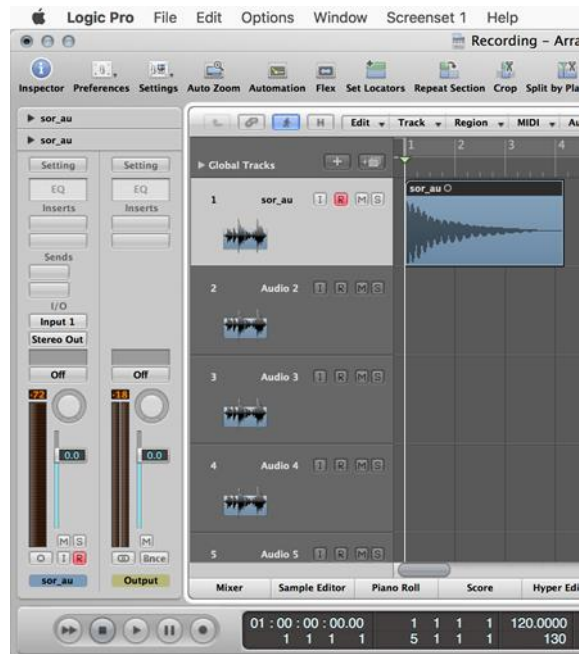 Logic Pro File Edit Options Window Screenset 1 Help
Recording – Arra
Inspector Preferences Settings Auto Zoom Automation Flex Set Locators Repeat Section Crop Split by Pla
sor_au
sor_au
Edit Track Region MIDI Au
Global Tracks
1 2 3 4
Setting Setting
EQ EQ
Inserts Inserts
Sends
I/O
Input 1
Stereo Out
Off Off
-72 -18
0.0 0.0
M S M
I R Bnce
sor_au Output
1 sor_au I R M S
sor_au
2 Audio 2 I R M S
3 Audio 3 I R M S
4 Audio 4 I R M S
5 Audio 5 I R M S
Mixer Sample Editor Piano Roll Score Hyper Edi
01 : 00 : 00 : 00.00 1 1 1 1 120.0000
1 1 1 1 5 1 1 1 130